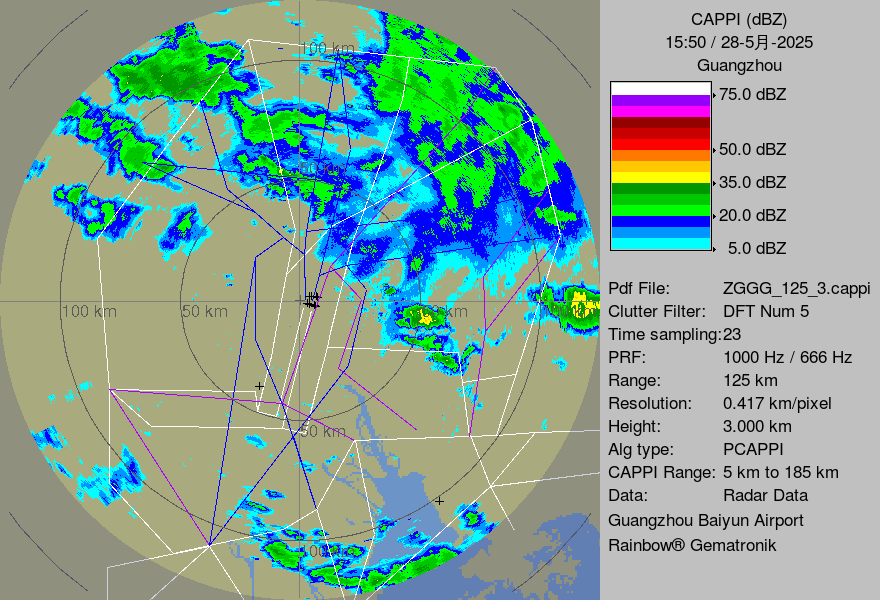 CAPPI (dBZ)
15:50 / 28-5月-2025
Guangzhou
75.0 dBZ
50.0 dBZ
35.0 dBZ
20.0 dBZ
5.0 dBZ
100 km
100 km
50 km
50 km
100 km
Pdf File: ZGGG_125_3.cappi
Clutter Filter: DFT Num 5
Time sampling:23
PRF: 1000 Hz / 666 Hz
Range: 125 km
Resolution: 0.417 km/pixel
Height: 3.000 km
Alg type: PCAPPI
CAPPI Range: 5 km to 185 km
Data: Radar Data
Guangzhou Baiyun Airport
Rainbow® Gematronik